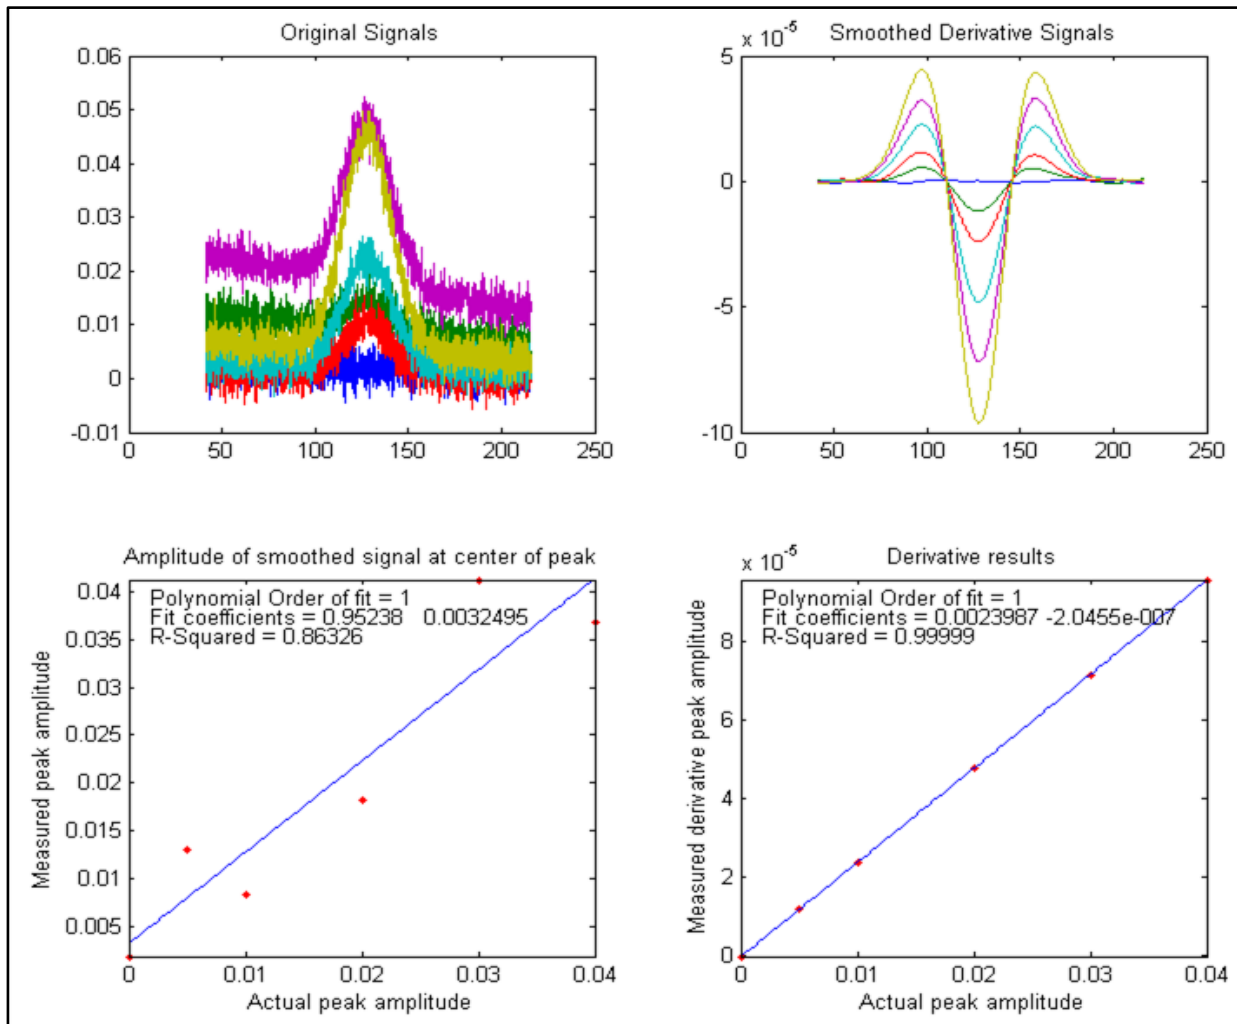 Original Signals
0.06
0.05
0.04
0.03
0.02
0.01
0
-0.01
0
50
100
150
200
250
x 10-5
Smoothed Derivative Signals
5
0
-5
-10
0
50
100
150
200
250
Amplitude of smoothed signal at center of peak
Polynomial Order of fit = 1
Fit coefficients = 0.95238 0.0032495
R-Squared = 0.86326
Measured peak amplitude
0.04
0.035
0.03
0.025
0.02
0.015
0.01
0.005
0
0.01
0.02
0.03
0.04
Actual peak amplitude
x 10-5
Derivative results
Polynomial Order of fit = 1
Fit coefficients = 0.0023987 -2.0455e-007
R-Squared = 0.99999
Measured derivative peak amplitude
8
6
4
2
0
0
0.01
0.02
0.03
0.04
Actual peak amplitude